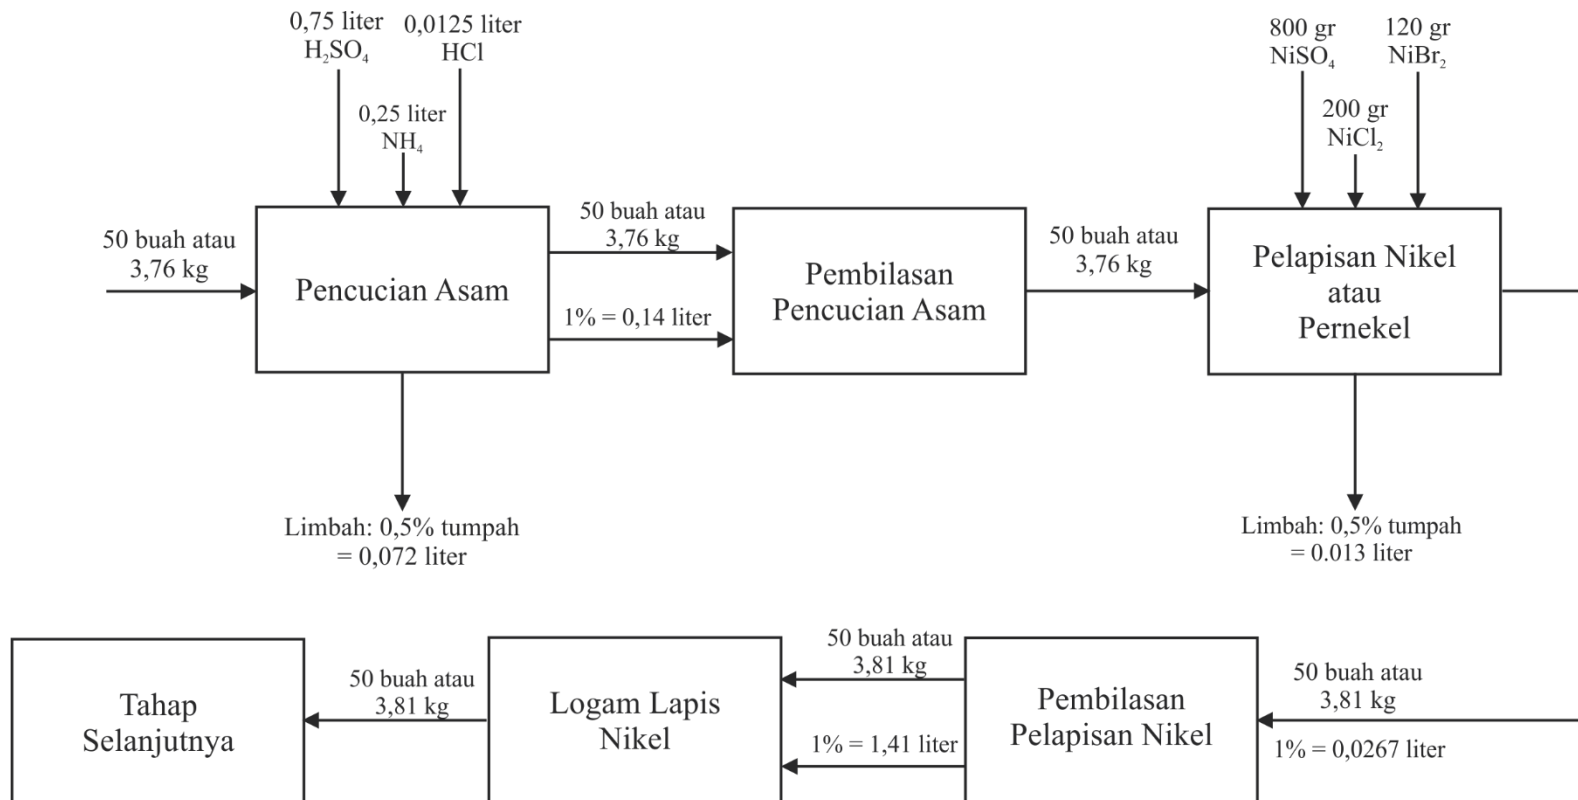 0,75 liter
H₂SO₄
0,0125 liter
HCl
0,25 liter
NH₄
800 gr
NiSO₄
120 gr
NiBr₂
200 gr
NiCl₂
50 buah atau
3,76 kg
Pencucian Asam
50 buah atau
3,76 kg
1% = 0,14 liter
Pembilasan
Pencucian Asam
50 buah atau
3,76 kg
Pelapisan Nikel
atau
Pernekel
Limbah: 0,5% tumpah
= 0,072 liter
Limbah: 0,5% tumpah
= 0.013 liter
Tahap
Selanjutnya
50 buah atau
3,81 kg
Logam Lapis
Nikel
50 buah atau
3,81 kg
1% = 1,41 liter
Pembilasan
Pelapisan Nikel
50 buah atau
3,81 kg
1% = 0,0267 liter